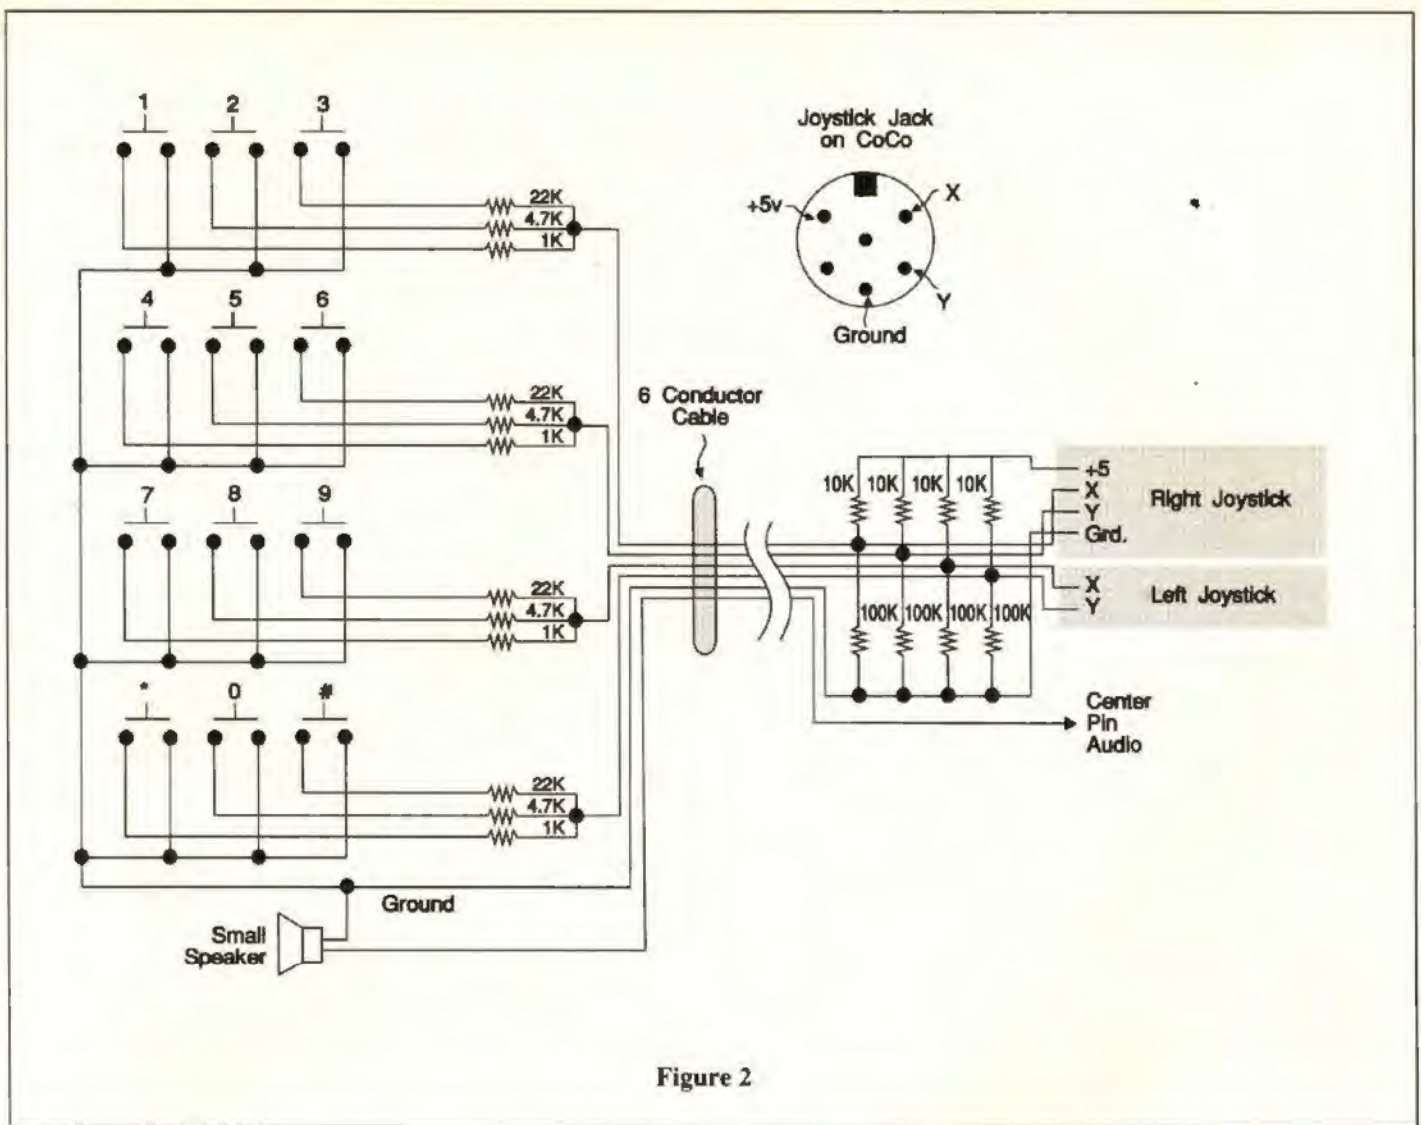 1 2 3
22K
4.7K
1K
Joystick Jack
on CoCo
+5v
X
Y
Ground
4 5 6
22K
4.7K
1K
6 Conductor
Cable
7 8 9
22K
4.7K
1K
10K 10K 10K 10K
+5
X
Y
Grd.
Right Joystick
100K 100K 100K 100K
X
Y
Left Joystick
* 0 #
22K
4.7K
1K
Center
Pin
Audio
Ground
Small
Speaker
Figure 2